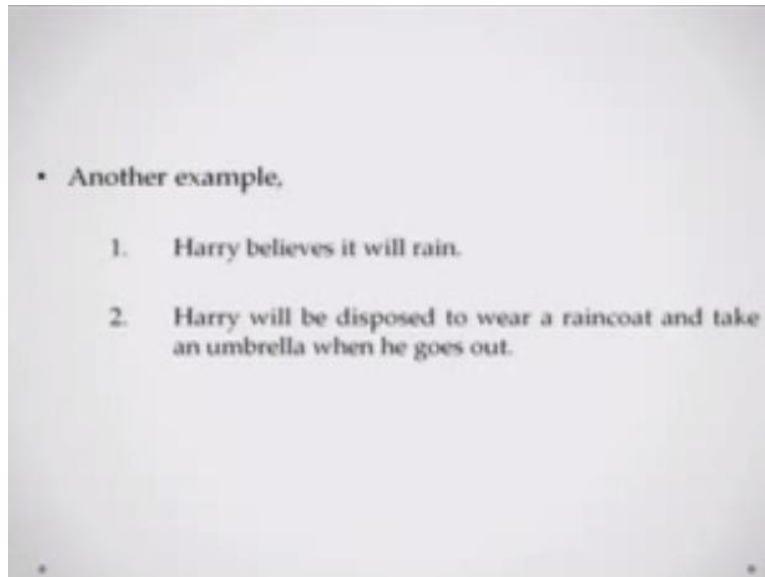 • Another example,
1. Harry believes it will rain.
2. Harry will be disposed to wear a raincoat and take
an umbrella when he goes out.